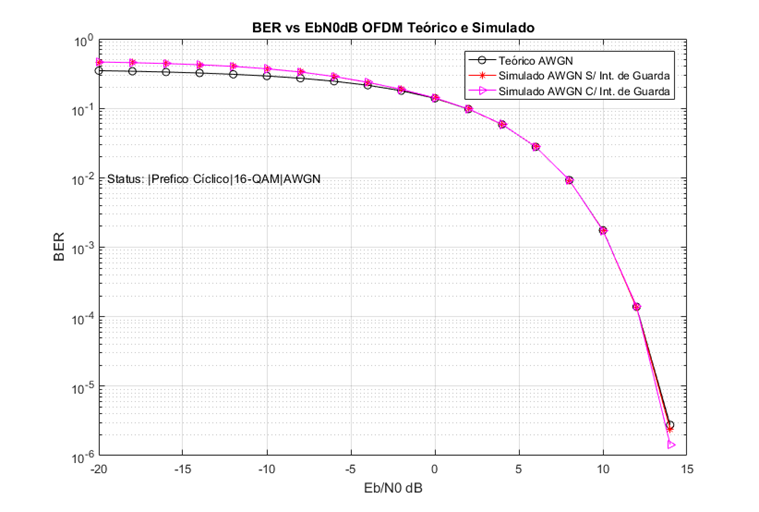 BER vs EbN0dB OFDM Teórico e Simulado
10^0
10^-1
10^-2
10^-3
10^-4
10^-5
10^-6
BER
Teórico AWGN
Simulado AWGN S/ Int. de Guarda
Simulado AWGN C/ Int. de Guarda
Status: |Prefico Cíclico|16-QAM|AWGN
-20 -15 -10 -5 0 5 10 15
Eb/N0 dB